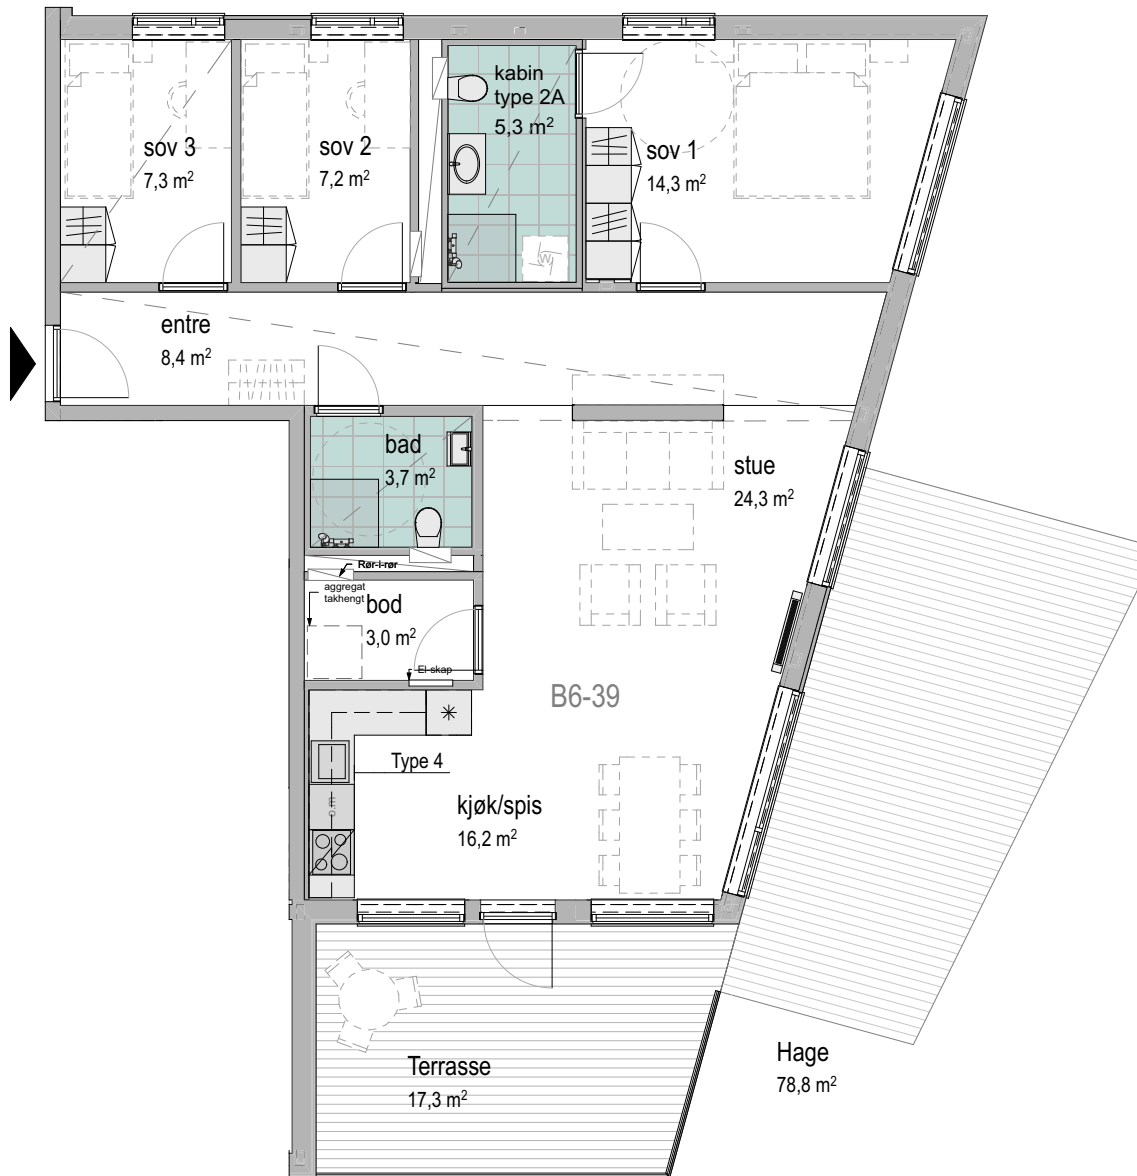 kabin
type 2A
5,3 m²
sov 3
7,3 m²
sov 2
7,2 m²
sov 1
14,3 m²
W
entre
8,4 m²
bad
3,7 m²
stue
24,3 m²
Rør-i-rør
aggregat
takhengt
bod
3,0 m²
El-skap
B6-39
Type 4
kjøk/spis
16,2 m²
Terrasse
17,3 m²
Hage
78,8 m²